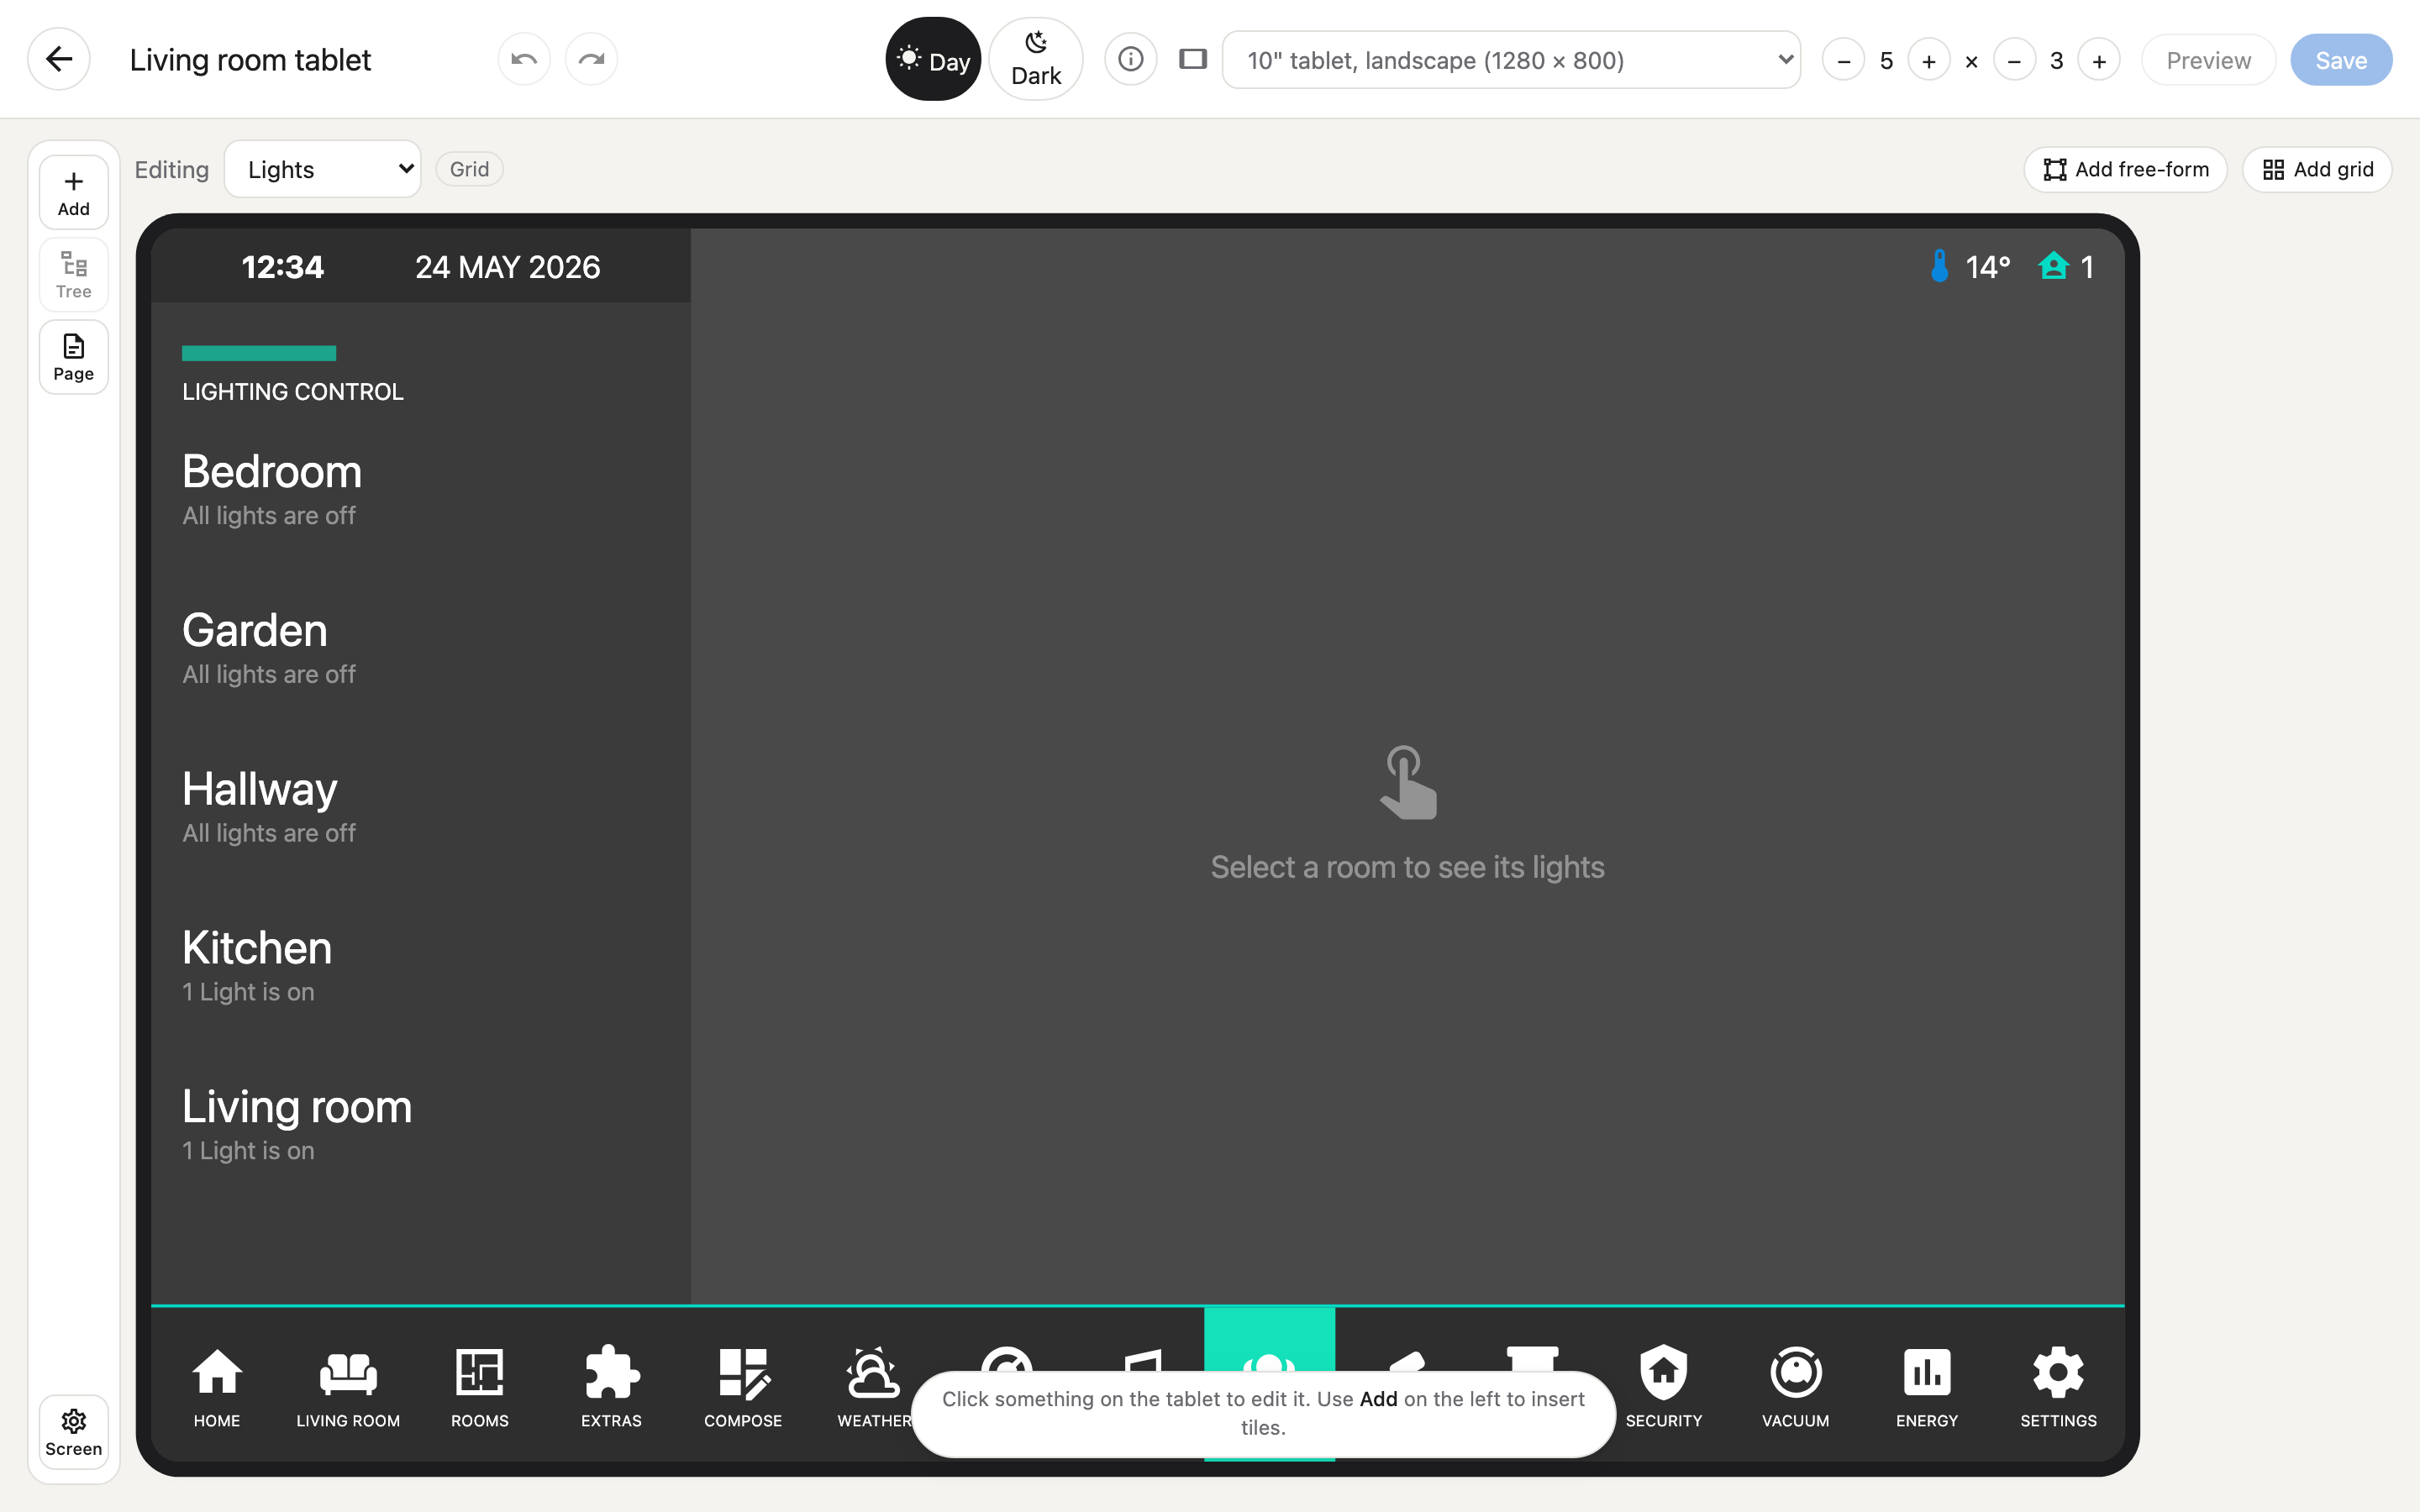 Living room tablet
Day
Dark
10" tablet, landscape (1280 × 800)
− 5 + × − 3 +
Preview
Save
Add
Tree
Page
Screen
Editing
Lights
Grid
Add free-form
Add grid
12:34
24 MAY 2026
14°
1
LIGHTING CONTROL
Bedroom
All lights are off
Garden
All lights are off
Hallway
All lights are off
Kitchen
1 Light is on
Living room
1 Light is on
Select a room to see its lights
HOME
LIVING ROOM
ROOMS
EXTRAS
COMPOSE
WEATHER
Click something on the tablet to edit it. Use Add on the left to insert
tiles.
SECURITY
VACUUM
ENERGY
SETTINGS